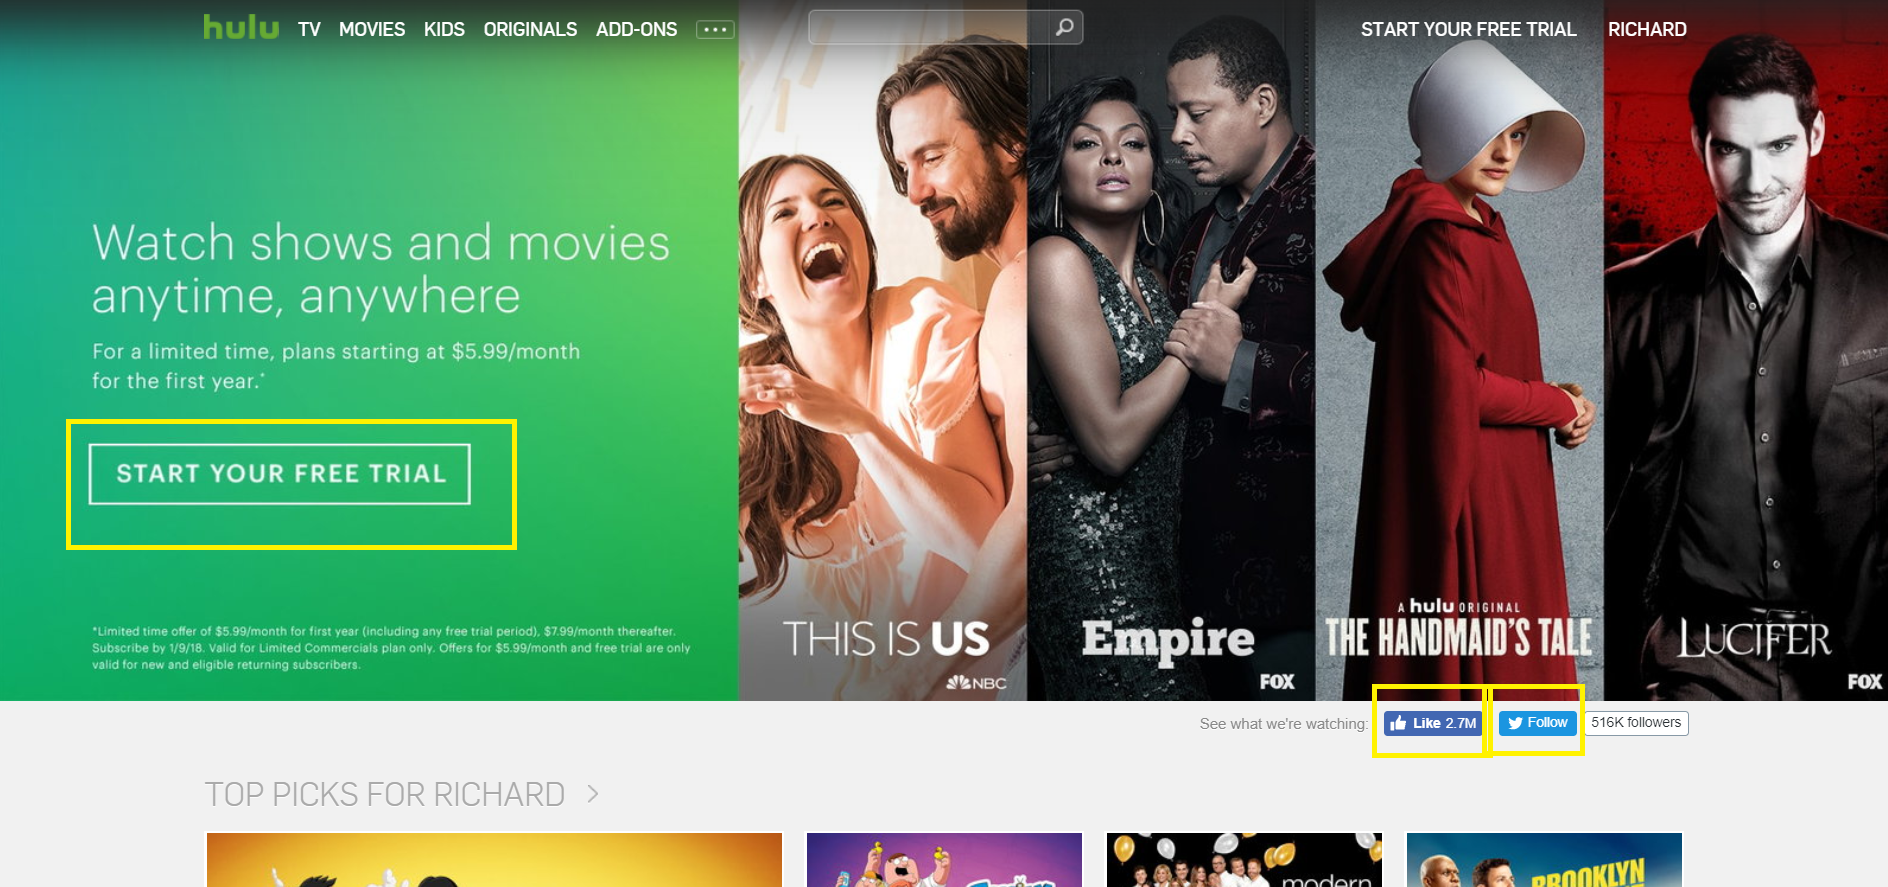 hulu TV MOVIES KIDS ORIGINALS ADD-ONS START YOUR FREE TRIAL RICHARD
Watch shows and movies
anytime, anywhere
For a limited time, plans starting at $5.99/month
for the first year.*
START YOUR FREE TRIAL
*Limited time offer of $5.99/month for first year (including any free trial period), $7.99/month thereafter.
Subscribe by 1/9/18. Valid for Limited Commercials plan only. Offers for $5.99/month and free trial are only
valid for new and eligible returning subscribers.
THIS IS US
NBC
Empire
FOX
A hulu ORIGINAL
THE HANDMAID'S TALE
LUCIFER
FOX
See what we're watching: Like 2.7M Follow 516K followers
TOP PICKS FOR RICHARD >
modern
BROOKLYN